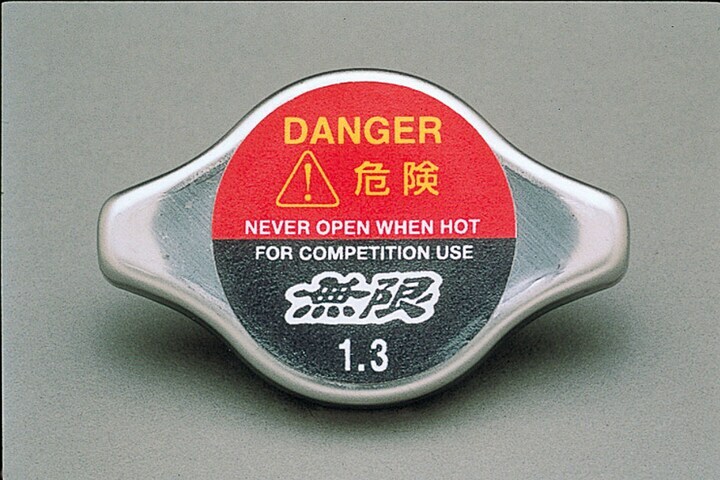 DANGER
危険
NEVER OPEN WHEN HOT
FOR COMPETITION USE
無限
1.3